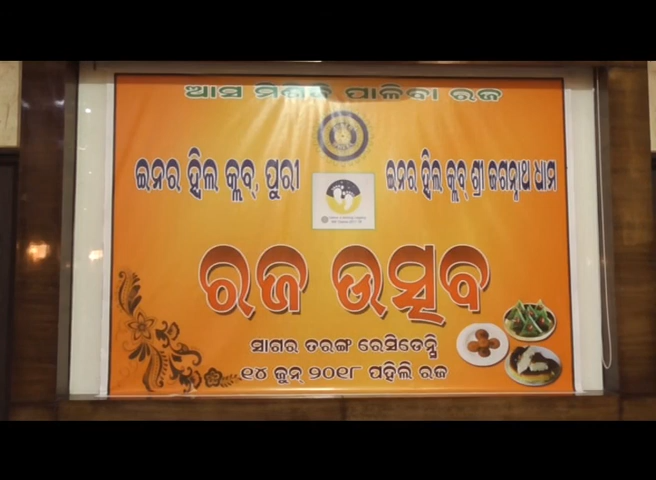 ଆସ ମିଶାମିଶି ପାଳିବା ରଜ
ଇନର ହ୍ୱିଲ କ୍ଲବ୍, ପୁରୀ
ଇନର ହ୍ୱିଲ କ୍ଲବ୍ ଶ୍ରୀ ଜଗନ୍ନାଥ ଧାମ
ରଜ ଉତ୍ସବ
ସାଗର ତରଙ୍ଗ ରେସିଡେନ୍ସି
୧୪ ଜୁନ୍ ୨୦୧୮ ପହିଲି ରଜ